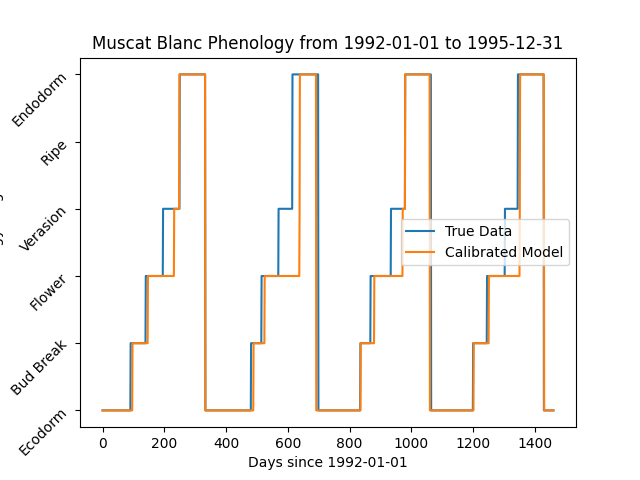 Muscat Blanc Phenology from 1992-01-01 to 1995-12-31
Endodorm
Ripe
Verasion
Flower
Bud Break
Ecodorm
True Data
Calibrated Model
0 200 400 600 800 1000 1200 1400
Days since 1992-01-01